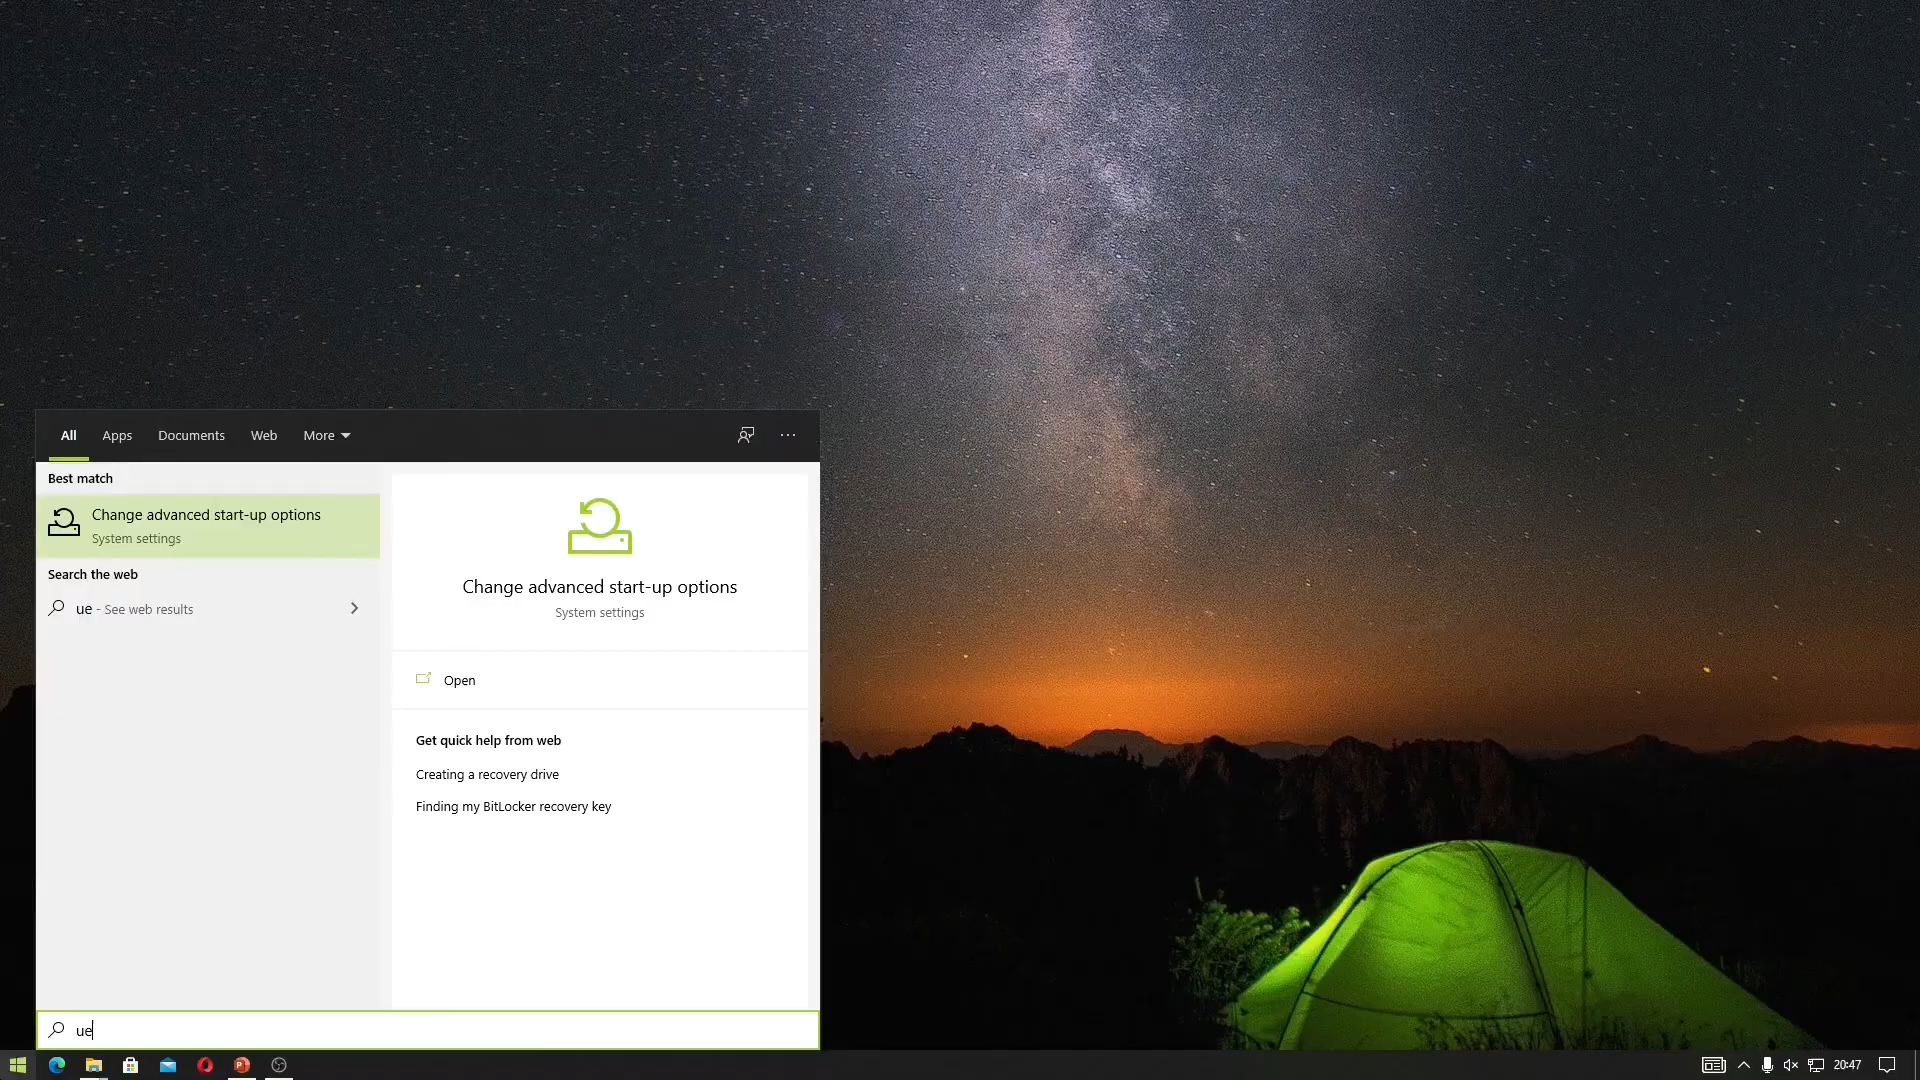 All Apps Documents Web More
Best match
Change advanced start-up options
System settings
Search the web
ue - See web results
Change advanced start-up options
System settings
Open
Get quick help from web
Creating a recovery drive
Finding my BitLocker recovery key
ue
20:47